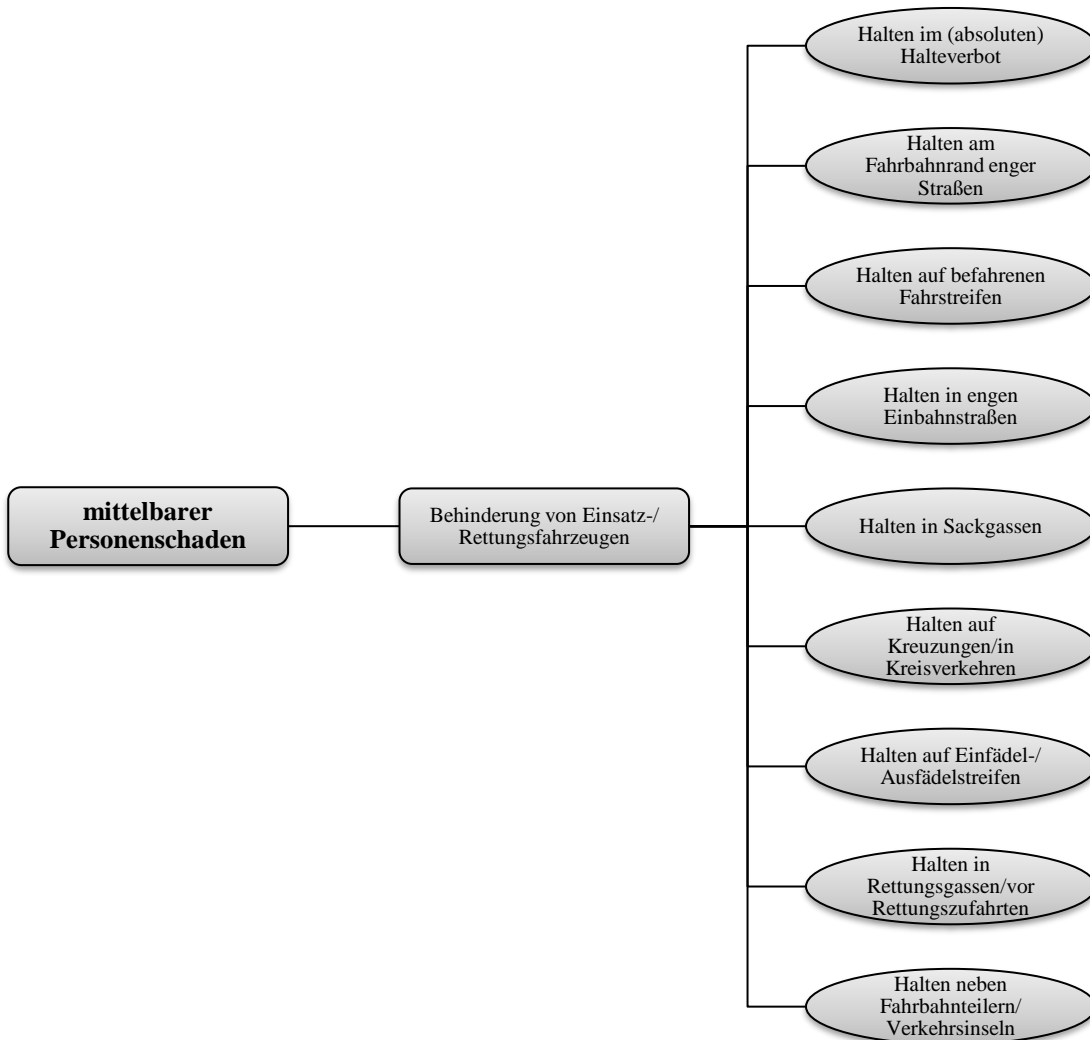 Halten im (absoluten)
Halteverbot
Halten am
Fahrbahnrand enger
Straßen
Halten auf befahrenen
Fahrstreifen
Halten in engen
Einbahnstraßen
mittelbarer
Personenschaden
Behinderung von Einsatz-/
Rettungsfahrzeugen
Halten in Sackgassen
Halten auf
Kreuzungen/in
Kreisverkehren
Halten auf Einfädel-/
Ausfädelstreifen
Halten in
Rettungsgassen/vor
Rettungszufahrten
Halten neben
Fahrbahnteilern/
Verkehrsinseln